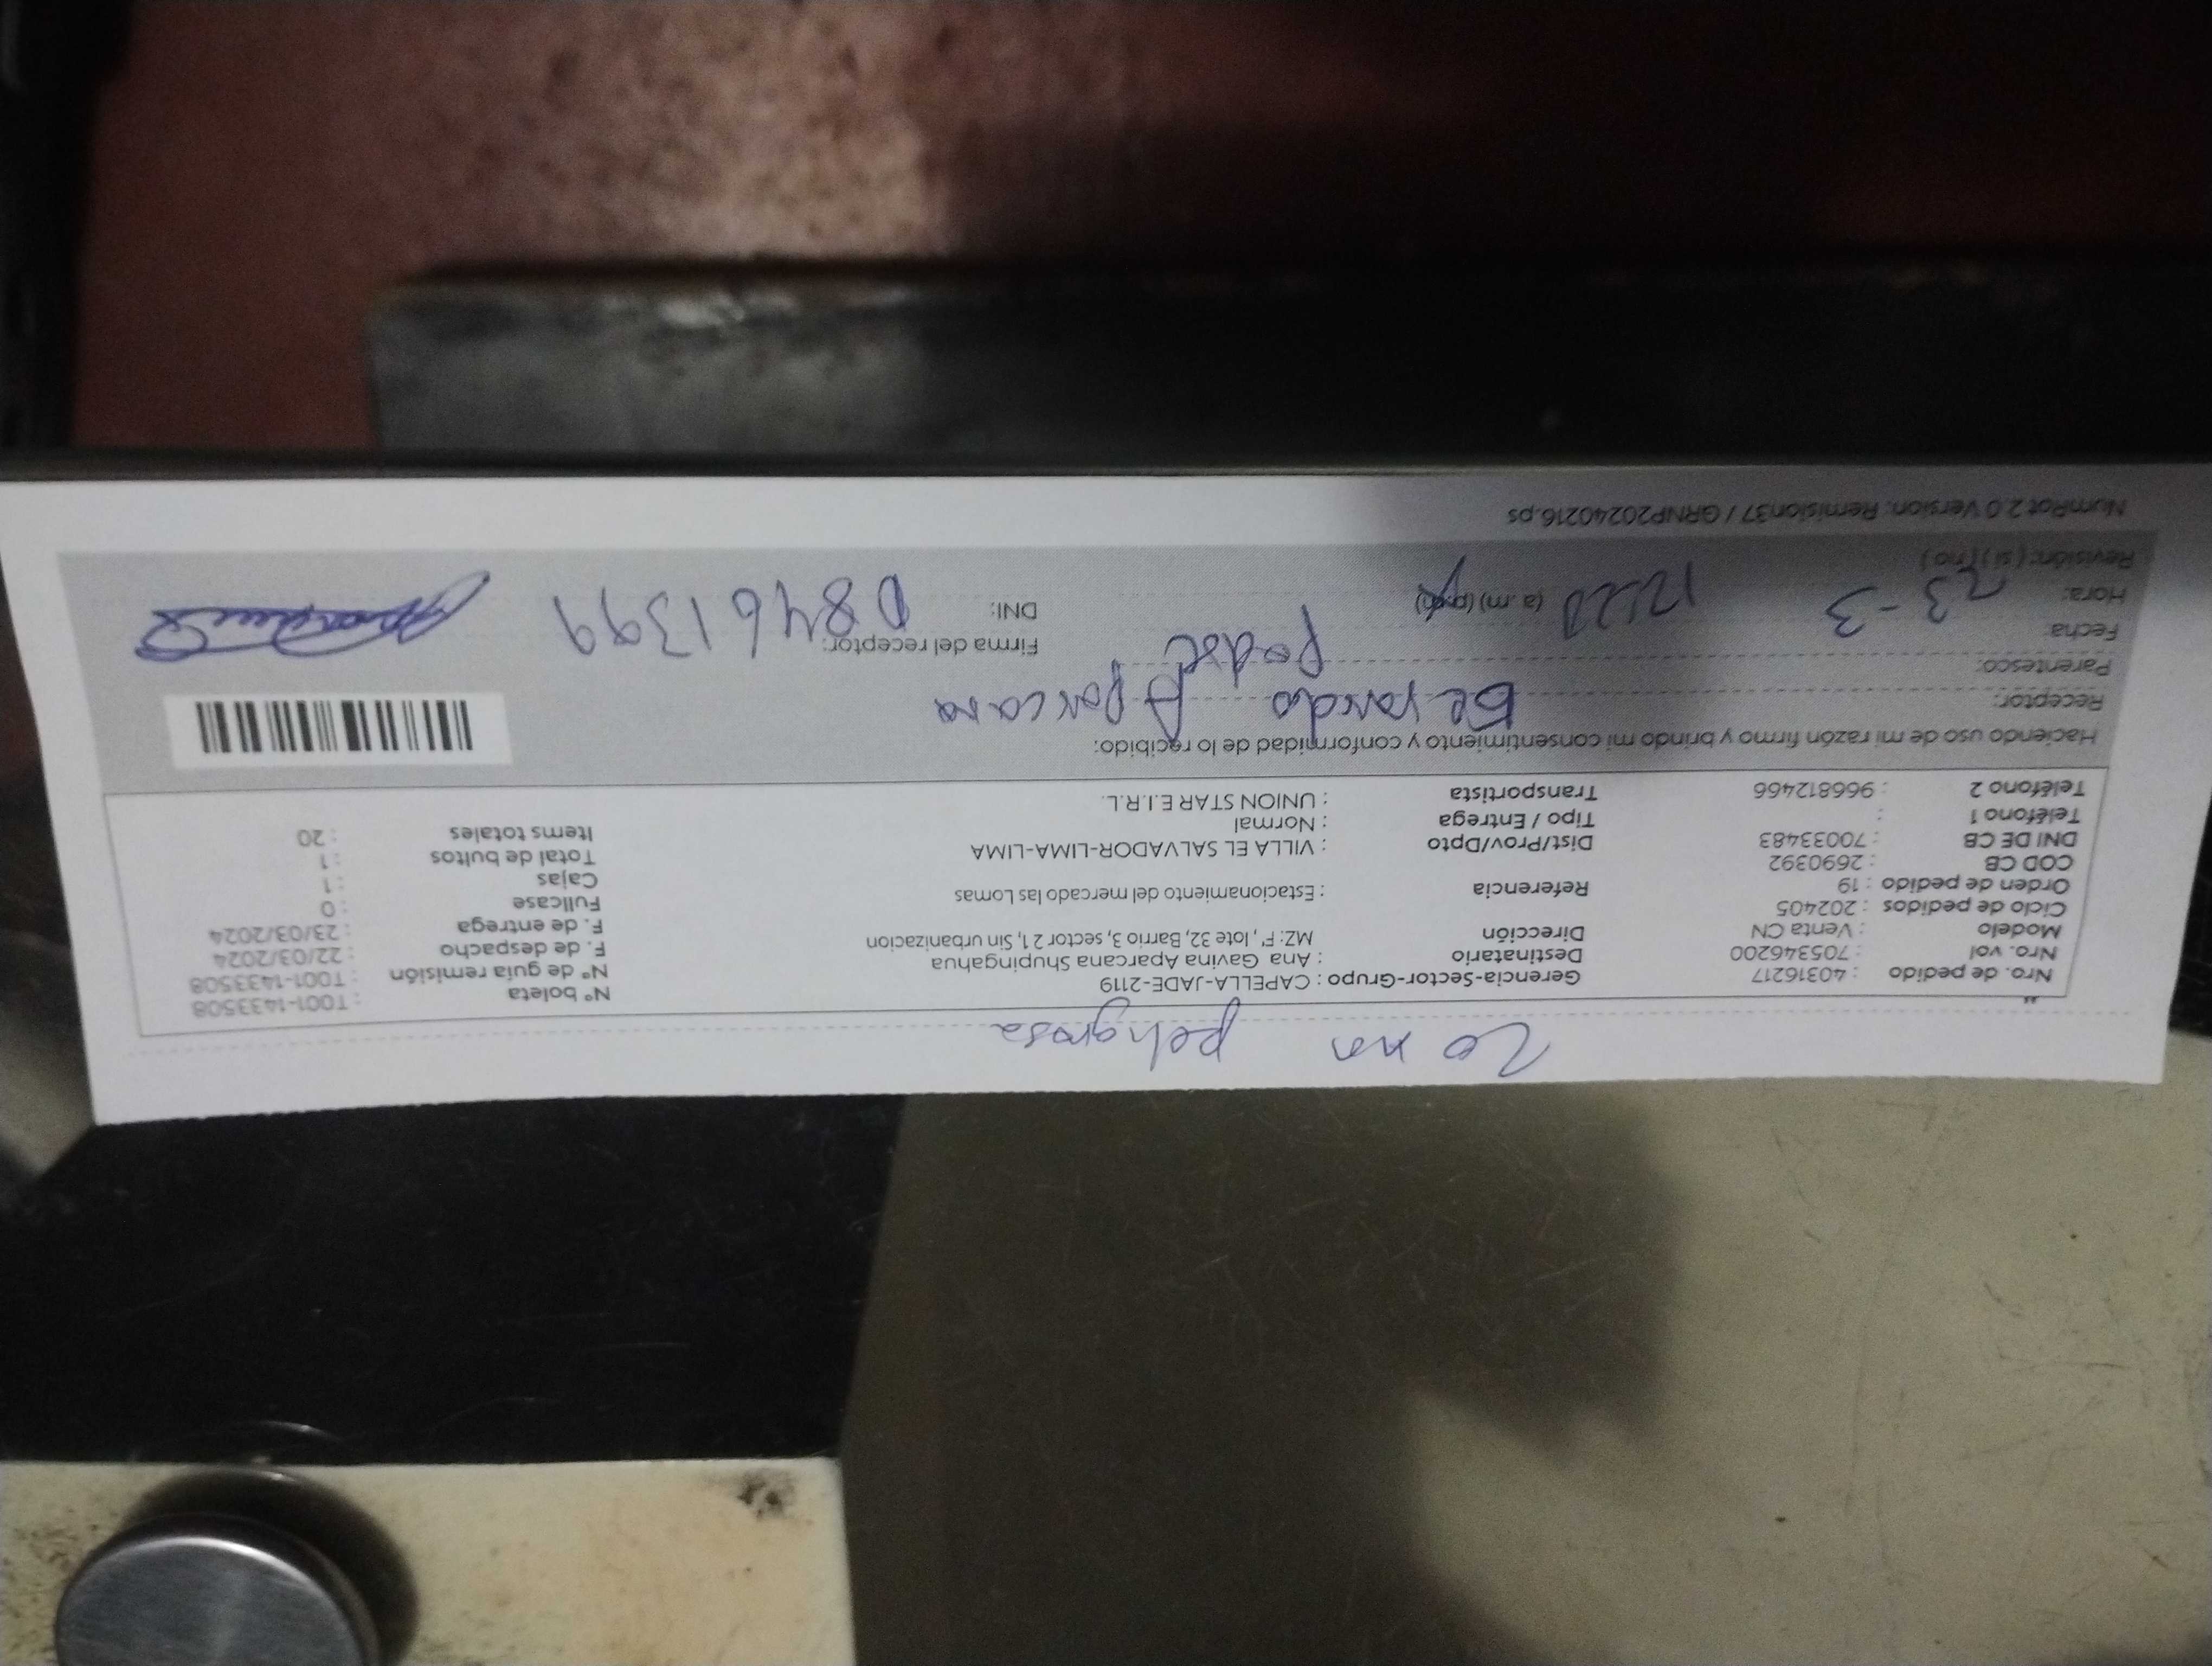 Zona peligrosa
Nro. de pedido : 40316217 Gerencia-Sector-Grupo : CAPELLA-JADE-2119 N° boleta : T001-1433508
Nro. vol : 705346200 Destinatario : Ana Gavina Aparcana Shupingahua N° de guía remisión : T001-1433508
Modelo : Venta CN Dirección MZ: F', lote 32, Barrio 3, sector 21, Sin urbanizacion F. de despacho : 22/03/2024
Ciclo de pedidos : 202405 F. de entrega : 23/03/2024
Orden de pedido : 19 Referencia : Estacionamiento del mercado las Lomas Fullcase : 0
COD CB : 2690392 Cajas : 1
DNI DE CB : 70033483 Dist/Prov/Dpto : VILLA EL SALVADOR-LIMA-LIMA Total de bultos : 1
Teléfono 1 : Tipo / Entrega : Normal Items totales : 20
Teléfono 2 : 966812466 Transportista : UNION STAR E.I.R.L.
Haciendo uso de mi razón firmo y brindo mi consentimiento y conformidad de lo recibido:
Receptor: Gerardo Aparcana
Parentesco: Padre
Fecha: 23-3 Firma del receptor:
Hora: 12:20 (a.m) (p.m) DNI: 08461399
Revisión: ( si ) ( no )
NumRot 2.0 Version: Remision37 / GRNP20240216.ps